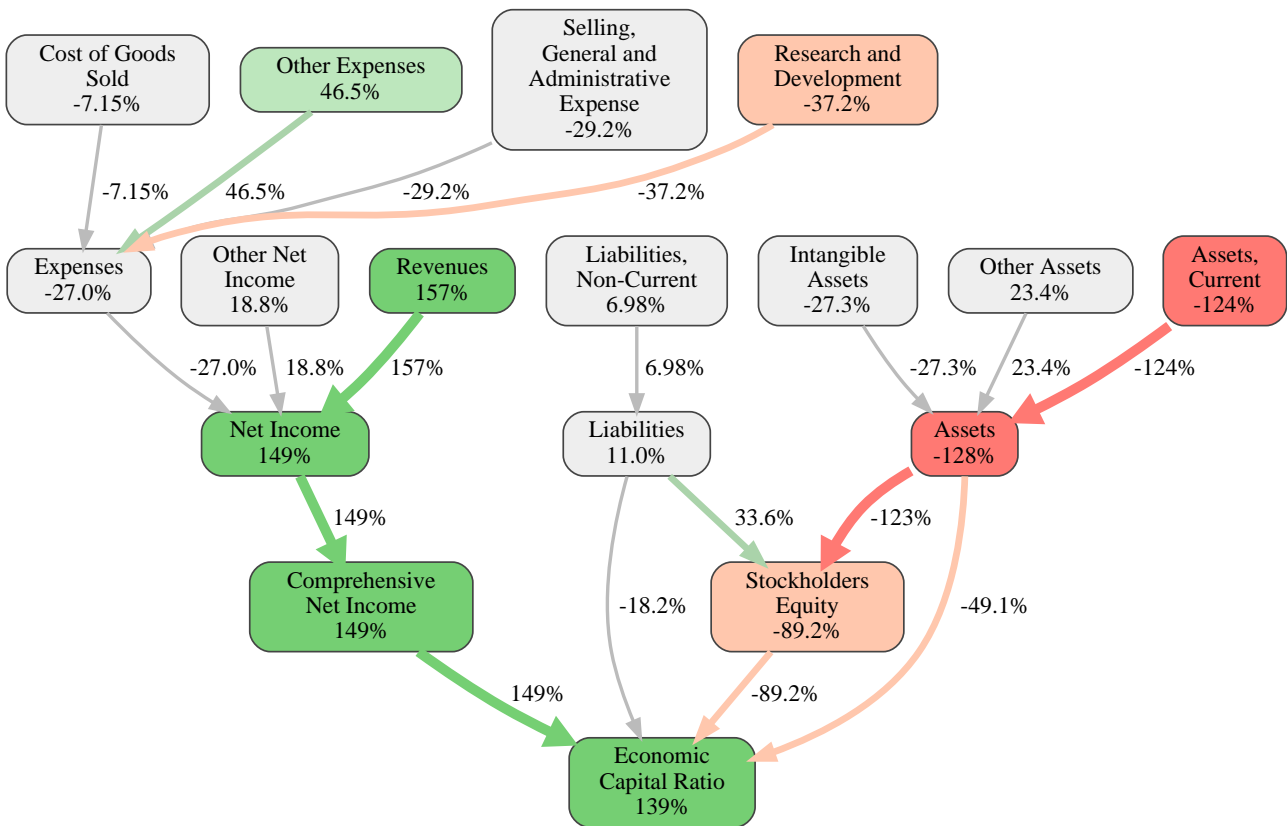 Cost of Goods
Sold
-7.15%
Other Expenses
46.5%
Selling,
General and
Administrative
Expense
-29.2%
Research and
Development
-37.2%
-7.15%
46.5%
-29.2%
-37.2%
Expenses
-27.0%
Other Net
Income
18.8%
Revenues
157%
Liabilities,
Non-Current
6.98%
Intangible
Assets
-27.3%
Other Assets
23.4%
Assets,
Current
-124%
-27.0%
18.8%
157%
6.98%
-27.3%
23.4%
-124%
Net Income
149%
Liabilities
11.0%
Assets
-128%
149%
33.6%
-123%
Comprehensive
Net Income
149%
-18.2%
Stockholders
Equity
-89.2%
-49.1%
149%
-89.2%
Economic
Capital Ratio
139%